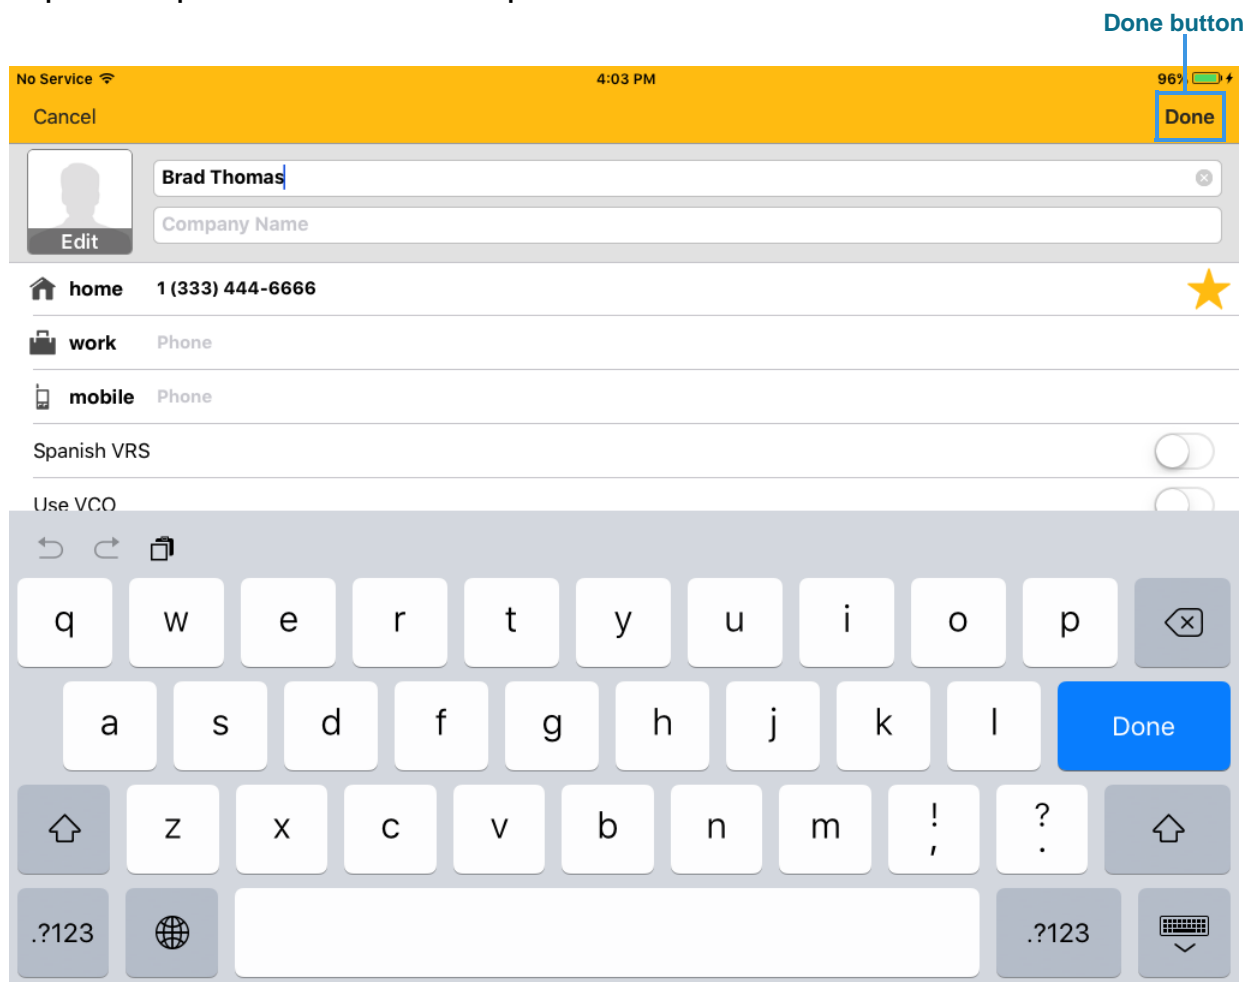 Done button
No Service 4:03 PM 96%
Cancel Done
Brad Thomas
Company Name
Edit
home 1 (333) 444-6666
work Phone
mobile Phone
Spanish VRS
Use VCO
q w e r t y u i o p
a s d f g h j k l Done
z x c v b n m ! , ? .
.?123 .?123